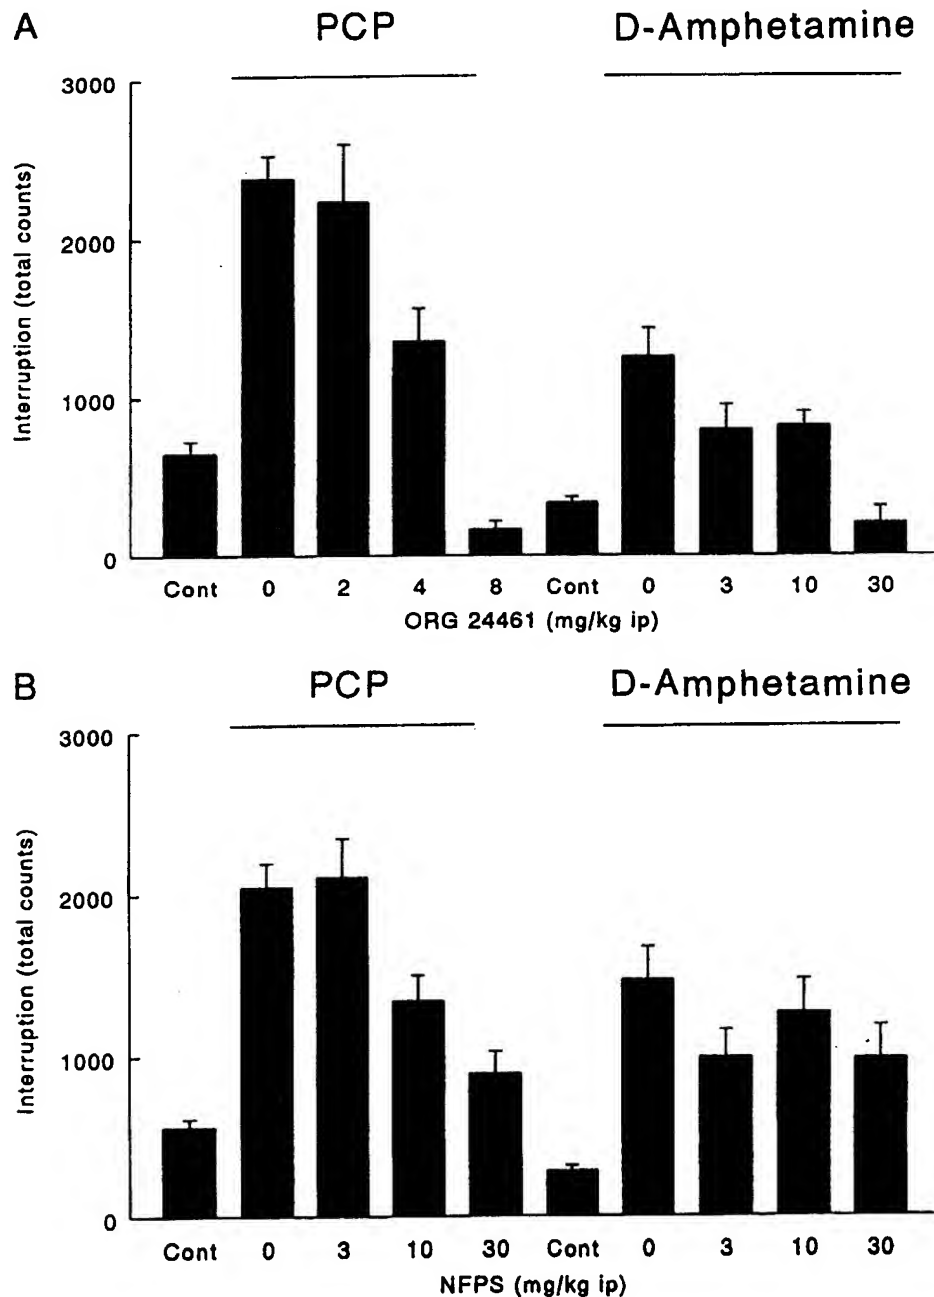 A
PCP
D-Amphetamine
3000
2000
1000
0
Interruption (total counts)
Cont 0 2 4 8 Cont 0 3 10 30
ORG 24461 (mg/kg ip)
B
PCP
D-Amphetamine
3000
2000
1000
0
Interruption (total counts)
Cont 0 3 10 30 Cont 0 3 10 30
NFPS (mg/kg ip)